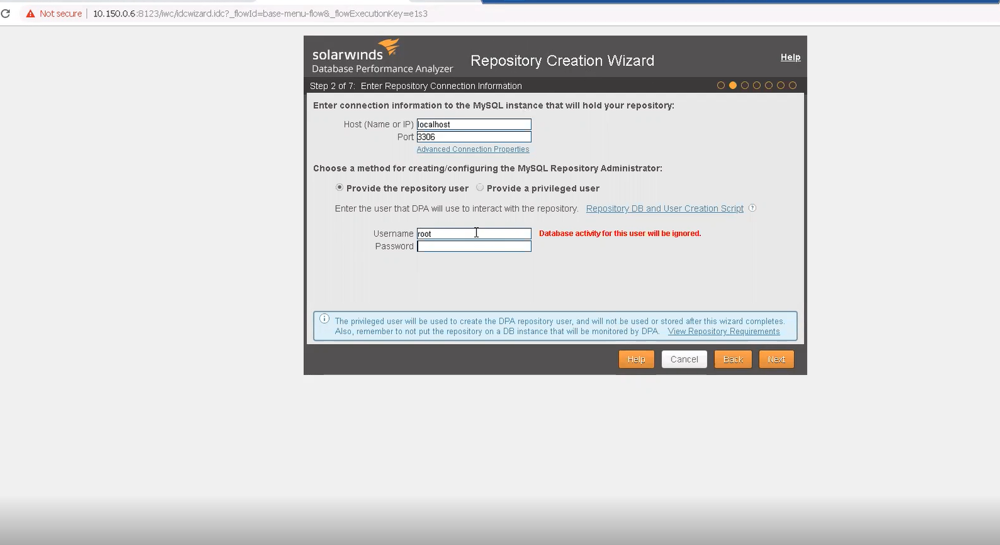 Not secure 10.150.0.6:8123/iwc/idcwizard.idc?_flowId=base-menu-flow&_flowExecutionKey=e1s3
solarwinds
Database Performance Analyzer
Repository Creation Wizard
Help
Step 2 of 7: Enter Repository Connection Information
Enter connection information to the MySQL instance that will hold your repository:
Host (Name or IP) localhost
Port 3306
Advanced Connection Properties
Choose a method for creating/configuring the MySQL Repository Administrator:
Provide the repository user Provide a privileged user
Enter the user that DPA will use to interact with the repository. Repository DB and User Creation Script ?
Username root Database activity for this user will be ignored.
Password
i The privileged user will be used to create the DPA repository user, and will not be used or stored after this wizard completes.
Also, remember to not put the repository on a DB instance that will be monitored by DPA. View Repository Requirements
Help Cancel Back Next